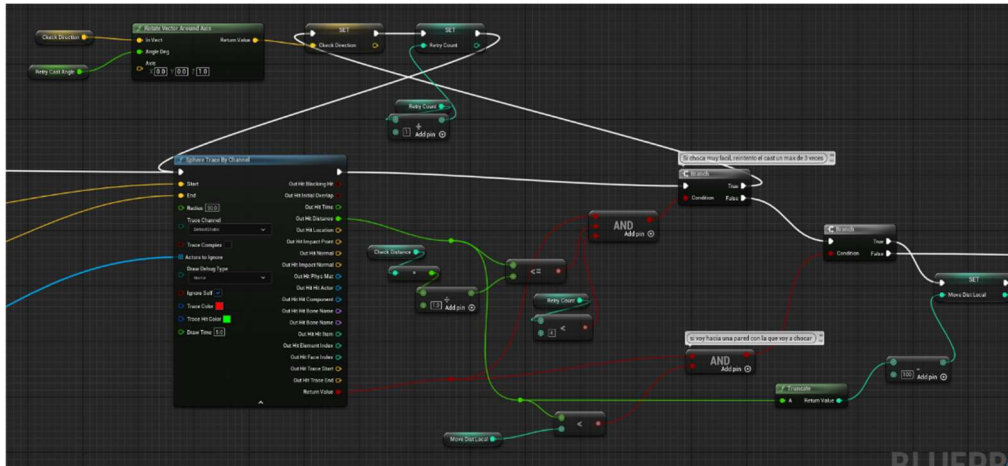 Rotate Vector Around Axis
Check Direction
In Vect
Return Value
Angle Deg
Retry Cast Angle
Axis
X 0.0 Y 0.0 Z 1.0
SET
Check Direction
SET
Retry Count
Retry Count
+
1
Add pin
Sphere Trace By Channel
Start
End
Radius
Trace Channel
Trace Complex
Actors to Ignore
Draw Debug Type
None
Ignore Self
Trace Color
Trace Hit Color
Draw Time 5.0
Out Hit Blocking Hit
Out Hit Initial Overlap
Out Hit Time
Out Hit Distance
Out Hit Location
Out Hit Impact Point
Out Hit Normal
Out Hit Impact Normal
Out Hit Phys Mat
Out Hit Hit Actor
Out Hit Hit Component
Out Hit Hit Bone Name
Out Hit Bone Name
Out Hit Hit Item
Out Hit Element Index
Out Hit Face Index
Out Hit Trace Start
Out Hit Trace End
Return Value
Check Distance
Add pin
<=
Retry Count
4
<
AND
Add pin
Si choca muy facil, reintento el cast un max de 3 veces
Branch
True
Condition
False
Branch
True
Condition
False
si voy hacia una pared con la que voy a chocar
AND
Add pin
Move Dist Local
<
Truncate
A
Return Value
-
100
Add pin
SET
Move Dist Local